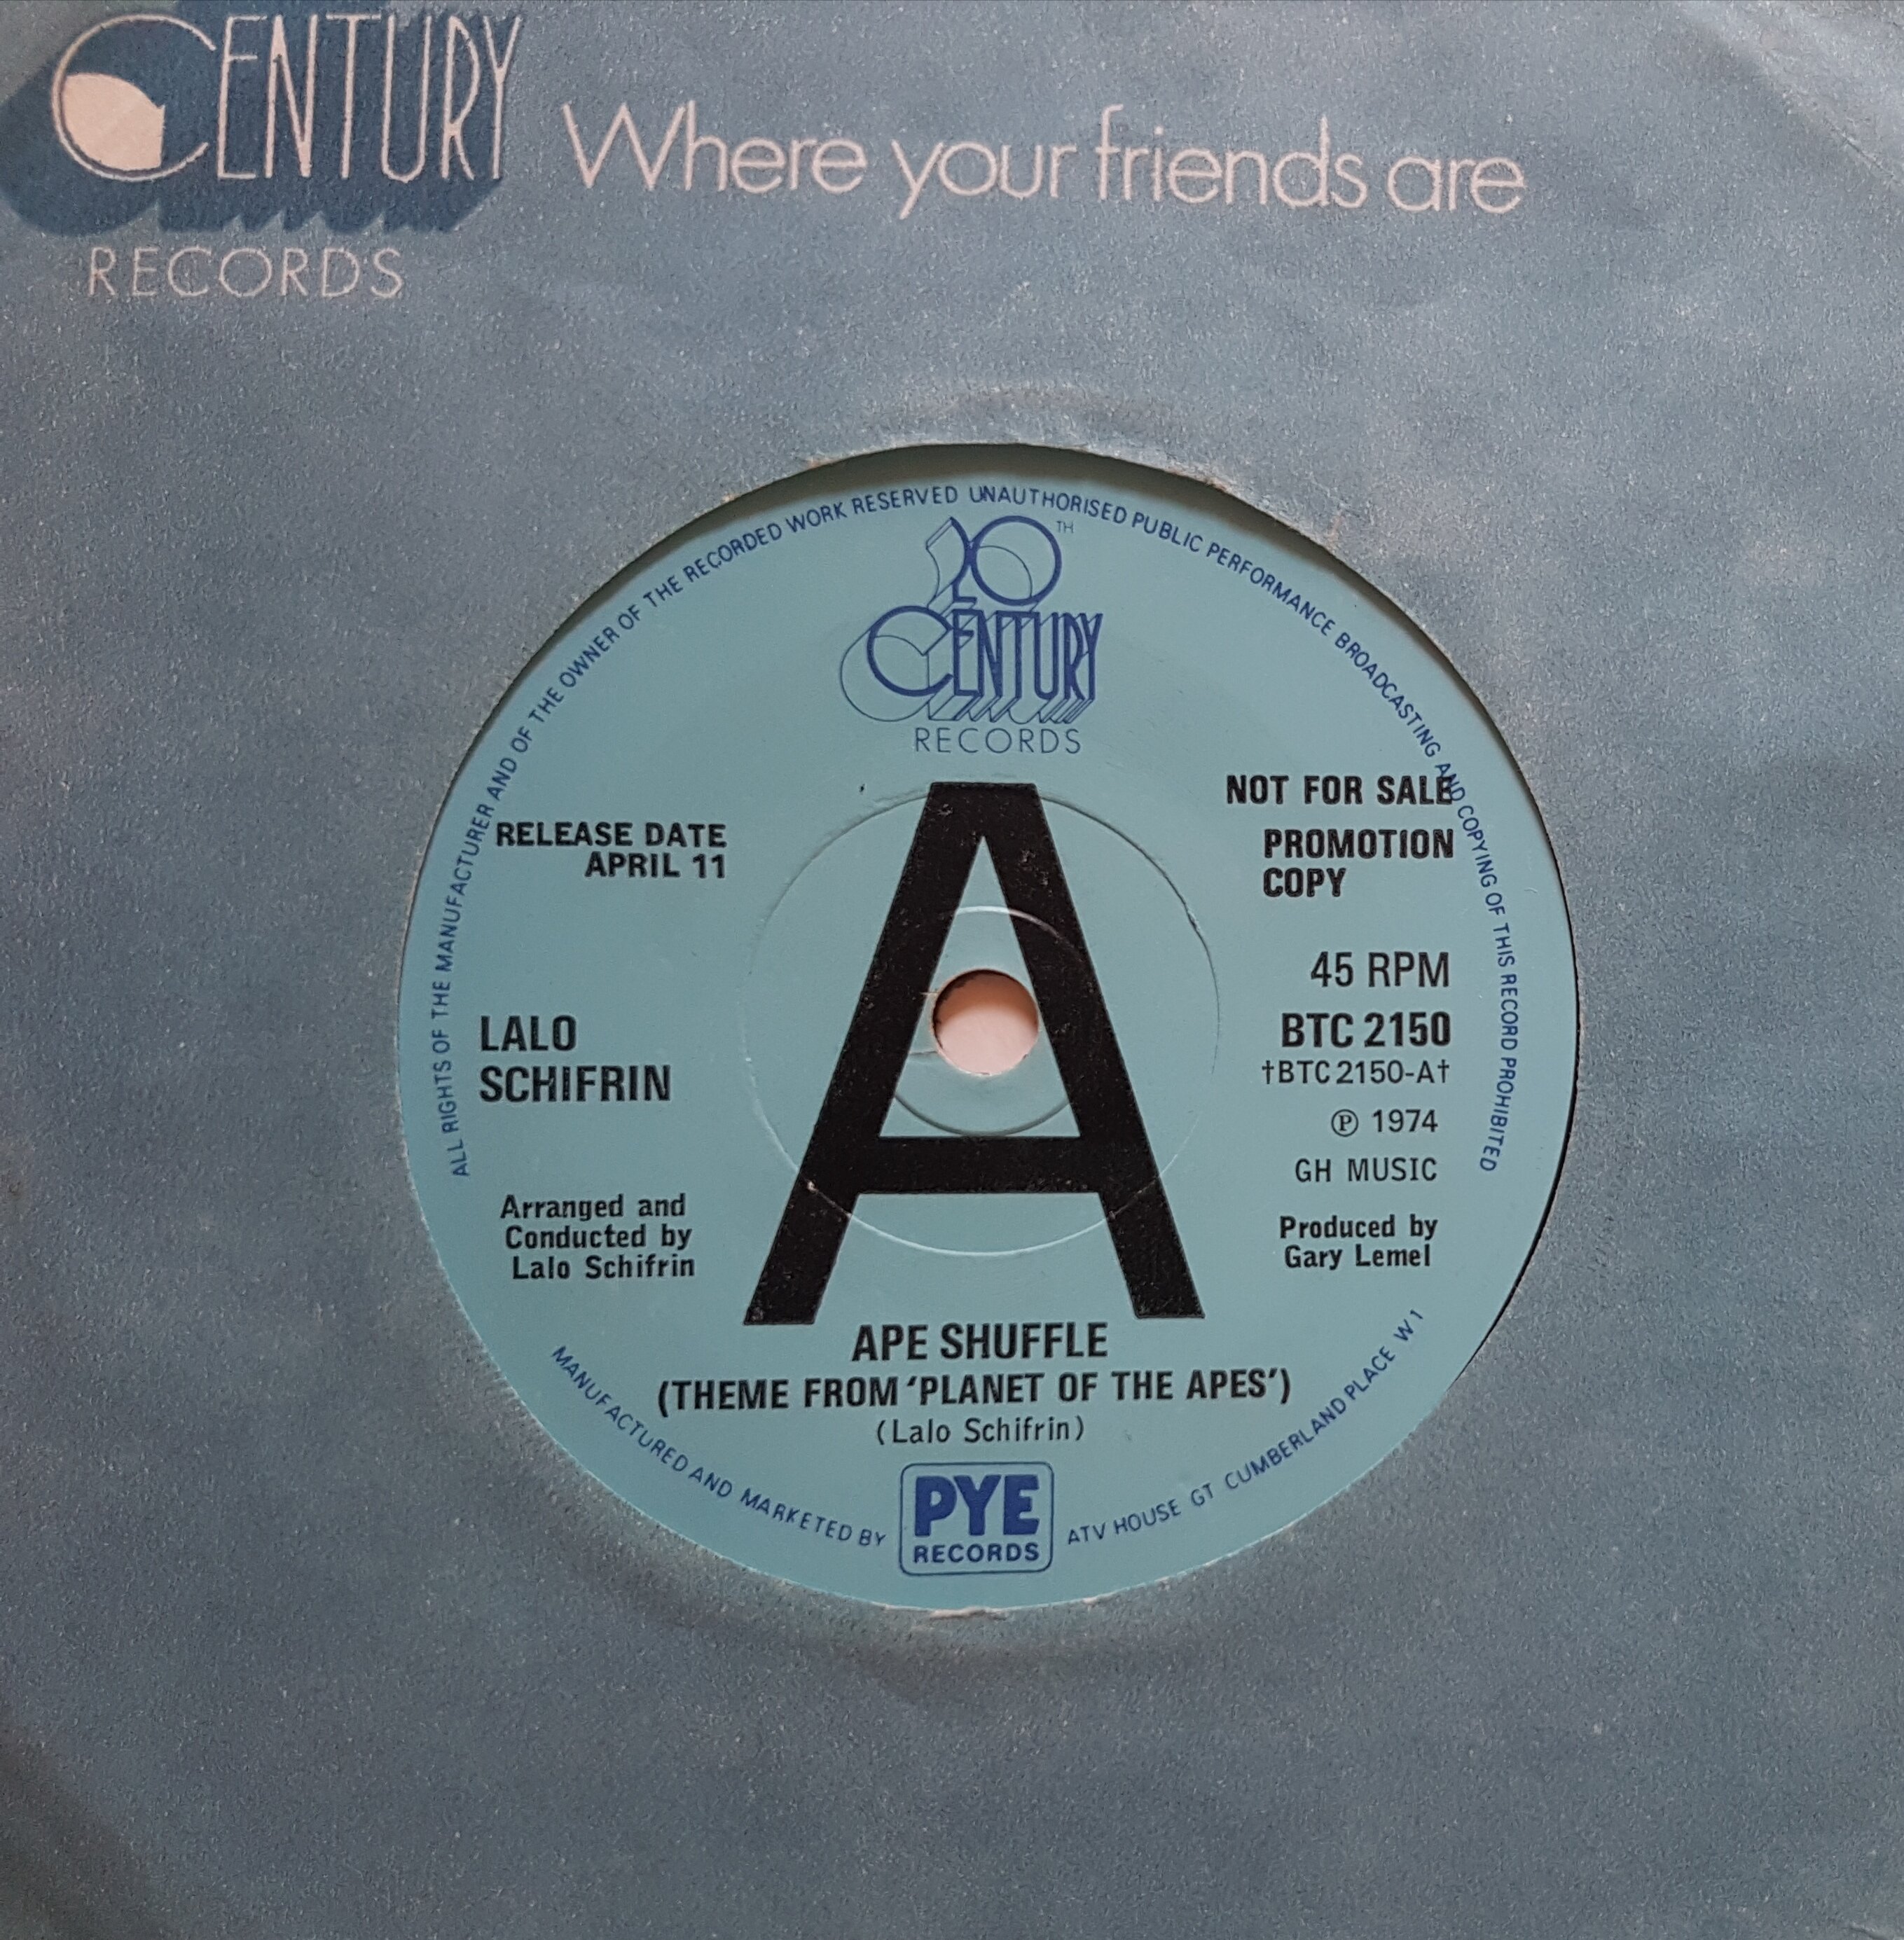 CENTURY
RECORDS
Where your friends are
ALL RIGHTS OF THE MANUFACTURER AND OF THE OWNER OF THE RECORDED WORK RESERVED UNAUTHORISED PUBLIC PERFORMANCE BROADCASTING AND COPYING OF THIS RECORD PROHIBITED
20TH
CENTURY
RECORDS
RELEASE DATE
APRIL 11
A
NOT FOR SALE
PROMOTION
COPY
45 RPM
BTC 2150
†BTC 2150-A†
℗ 1974
GH MUSIC
Produced by
Gary Lemel
LALO
SCHIFRIN
Arranged and
Conducted by
Lalo Schifrin
APE SHUFFLE
(THEME FROM 'PLANET OF THE APES')
(Lalo Schifrin)
MANUFACTURED AND MARKETED BY
PYE
RECORDS
ATV HOUSE GT CUMBERLAND PLACE W1